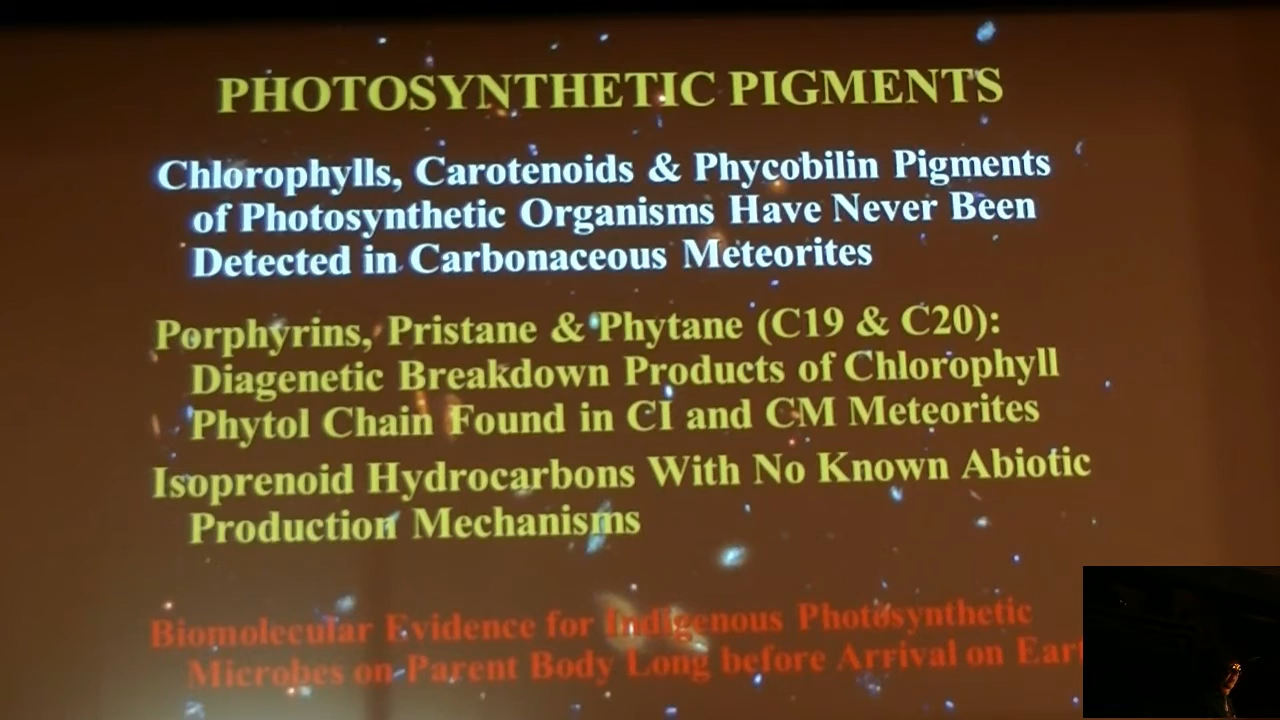 PHOTOSYNTHETIC PIGMENTS
Chlorophylls, Carotenoids & Phycobilin Pigments
of Photosynthetic Organisms Have Never Been
Detected in Carbonaceous Meteorites
Porphyrins, Pristane & Phytane (C19 & C20):
Diagenetic Breakdown Products of Chlorophyll
Phytol Chain Found in CI and CM Meteorites
Isoprenoid Hydrocarbons With No Known Abiotic
Production Mechanisms
Biomolecular Evidence for Indigenous Photosynthetic
Microbes on Parent Body Long before Arrival on Eart